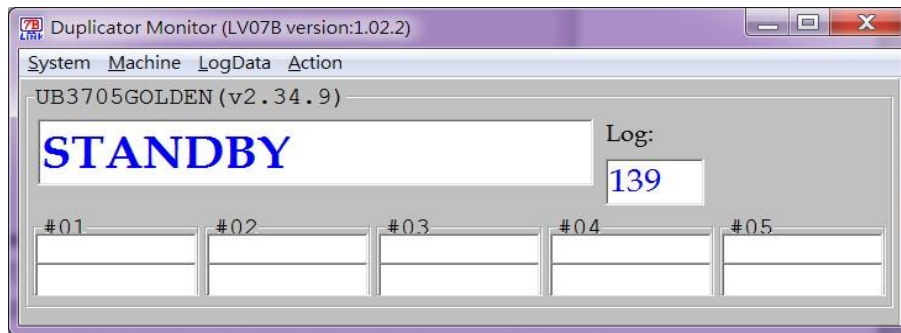 7B
Link
Duplicator Monitor (LV07B version:1.02.2)
System Machine LogData Action
UB3705GOLDEN(v2.34.9)
STANDBY
Log:
139
#01 #02 #03 #04 #05